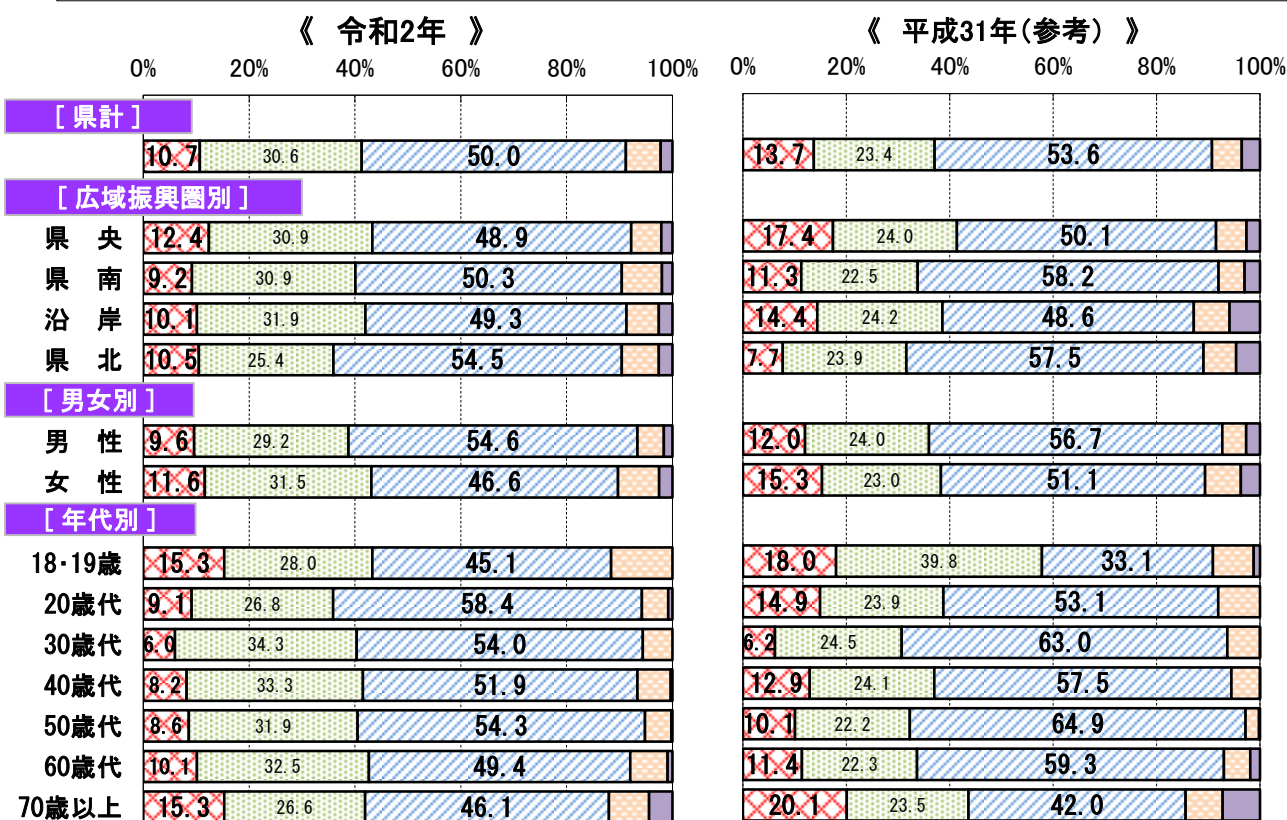 《 令和2年 》 《 平成31年(参考) 》
0% 20% 40% 60% 80% 100% 0% 20% 40% 60% 80% 100%
[ 県計 ]
10.7 30.6 50.0 13.7 23.4 53.6
[ 広域振興圏別 ]
県 央 12.4 30.9 48.9 17.4 24.0 50.1
県 南 9.2 30.9 50.3 11.3 22.5 58.2
沿 岸 10.1 31.9 49.3 14.4 24.2 48.6
県 北 10.5 25.4 54.5 7.7 23.9 57.5
[ 男女別 ]
男 性 9.6 29.2 54.6 12.0 24.0 56.7
女 性 11.6 31.5 46.6 15.3 23.0 51.1
[ 年代別 ]
18・19歳 15.3 28.0 45.1 18.0 39.8 33.1
20歳代 9.1 26.8 58.4 14.9 23.9 53.1
30歳代 6.0 34.3 54.0 6.2 24.5 63.0
40歳代 8.2 33.3 51.9 12.9 24.1 57.5
50歳代 8.6 31.9 54.3 10.1 22.2 64.9
60歳代 10.1 32.5 49.4 11.4 22.3 59.3
70歳以上 15.3 26.6 46.1 20.1 23.5 42.0